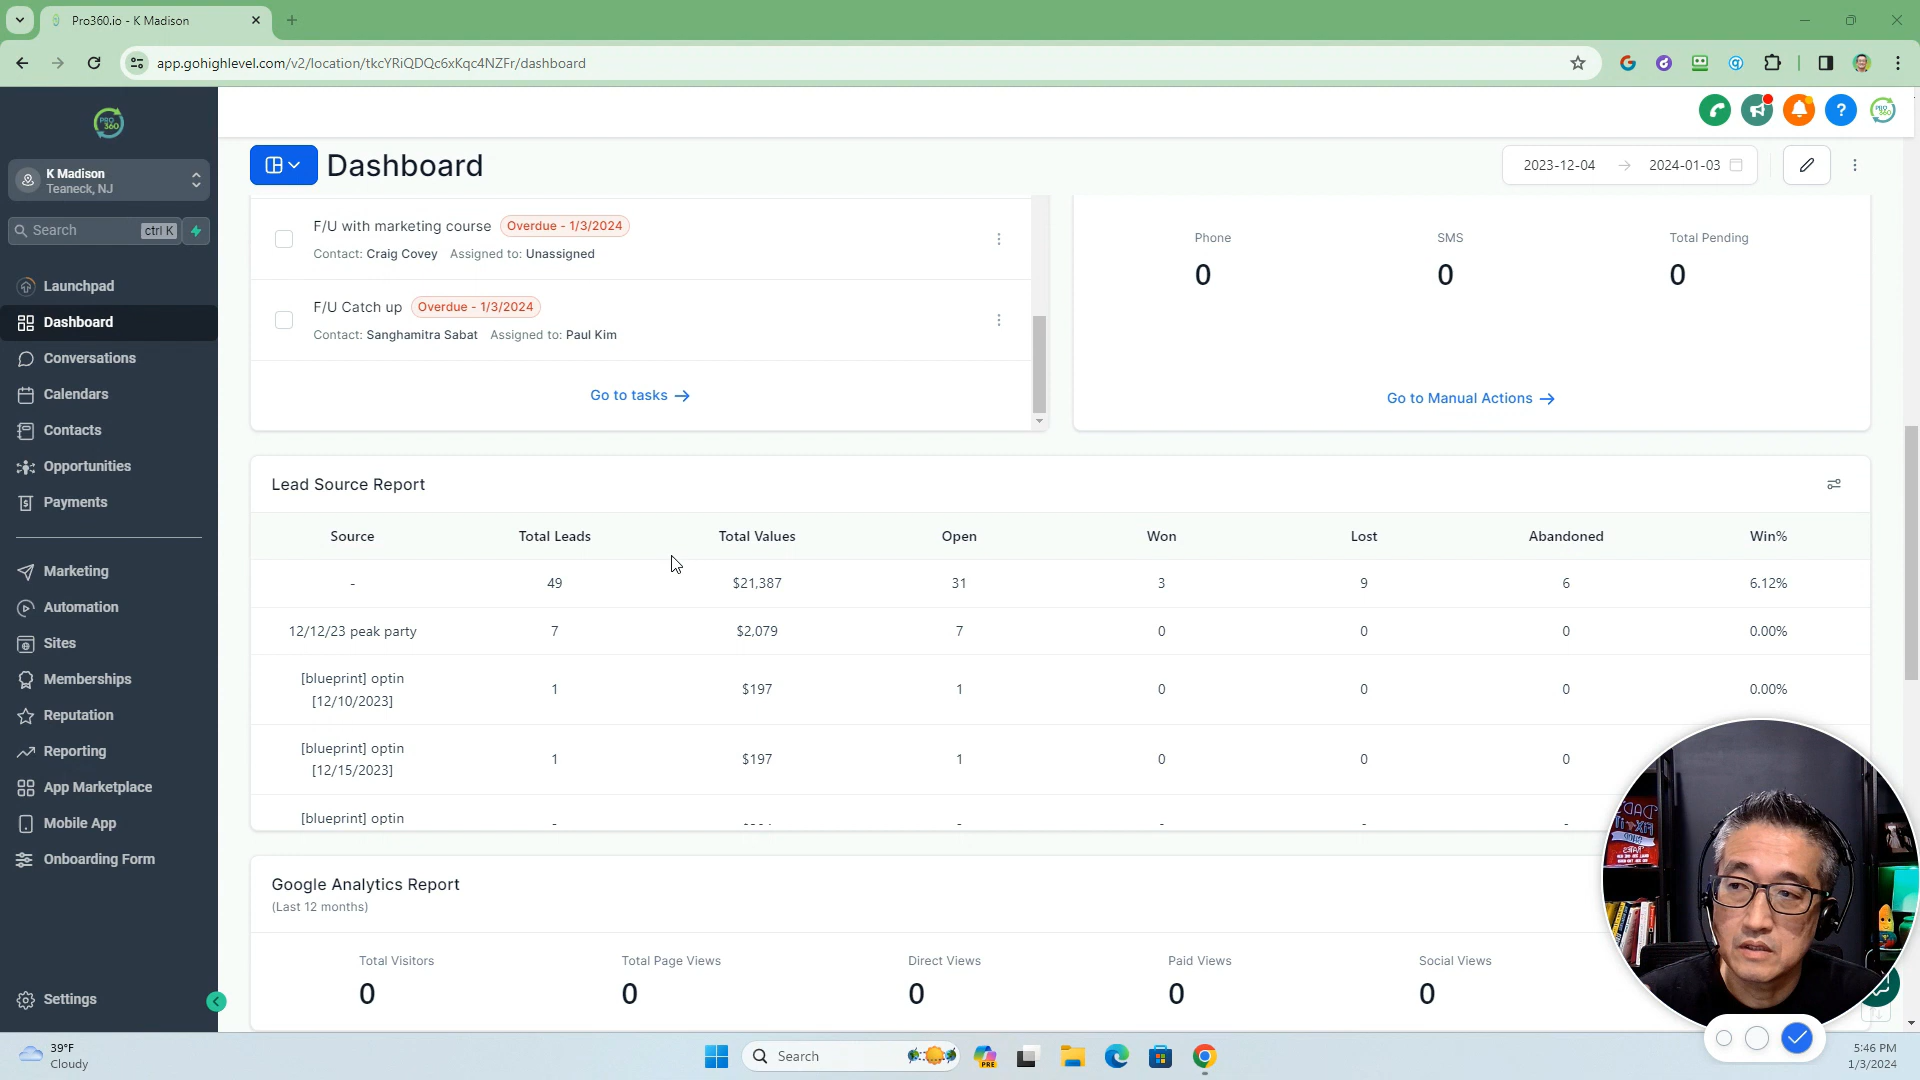 Pro360.io - K Madison
app.gohighlevel.com/v2/location/tkcYRiQDQc6xKqc4NZFr/dashboard
PRO
360
K Madison
Teaneck, NJ
Search ctrl K
Launchpad
Dashboard
Conversations
Calendars
Contacts
Opportunities
Payments
Marketing
Automation
Sites
Memberships
Reputation
Reporting
App Marketplace
Mobile App
Onboarding Form
Settings
Dashboard
2023-12-04 → 2024-01-03
F/U with marketing course Overdue - 1/3/2024
Contact: Craig Covey Assigned to: Unassigned
F/U Catch up Overdue - 1/3/2024
Contact: Sanghamitra Sabat Assigned to: Paul Kim
Go to tasks →
Phone SMS Total Pending
0 0 0
Go to Manual Actions →
Lead Source Report
Source Total Leads Total Values Open Won Lost Abandoned Win%
- 49 $21,387 31 3 9 6 6.12%
12/12/23 peak party 7 $2,079 7 0 0 0 0.00%
[blueprint] optin
[12/10/2023] 1 $197 1 0 0 0 0.00%
[blueprint] optin
[12/15/2023] 1 $197 1 0 0 0
[blueprint] optin
Google Analytics Report
(Last 12 months)
Total Visitors Total Page Views Direct Views Paid Views Social Views
0 0 0 0 0
39°F
Cloudy
Search
PRE
5:46 PM
1/3/2024